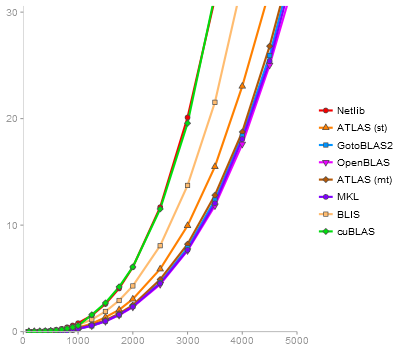 30
20
10
0
0
1000
2000
3000
4000
5000
Netlib
ATLAS (st)
GotoBLAS2
OpenBLAS
ATLAS (mt)
MKL
BLIS
cuBLAS